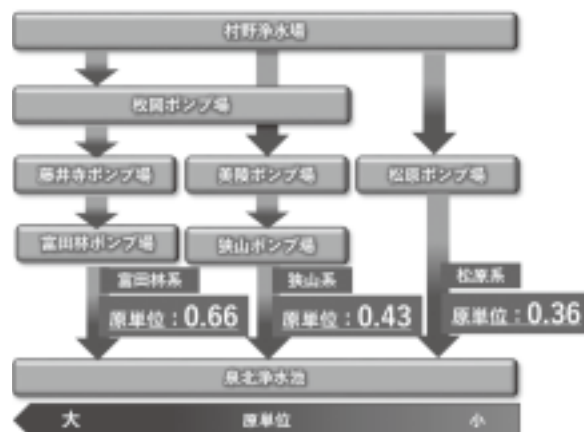 村野浄水場
枚岡ポンプ場
藤井寺ポンプ場
美陵ポンプ場
松原ポンプ場
富田林ポンプ場
狭山ポンプ場
富田林系
原単位：0.66
狭山系
原単位：0.43
松原系
原単位：0.36
泉北浄水池
大
原単位
小